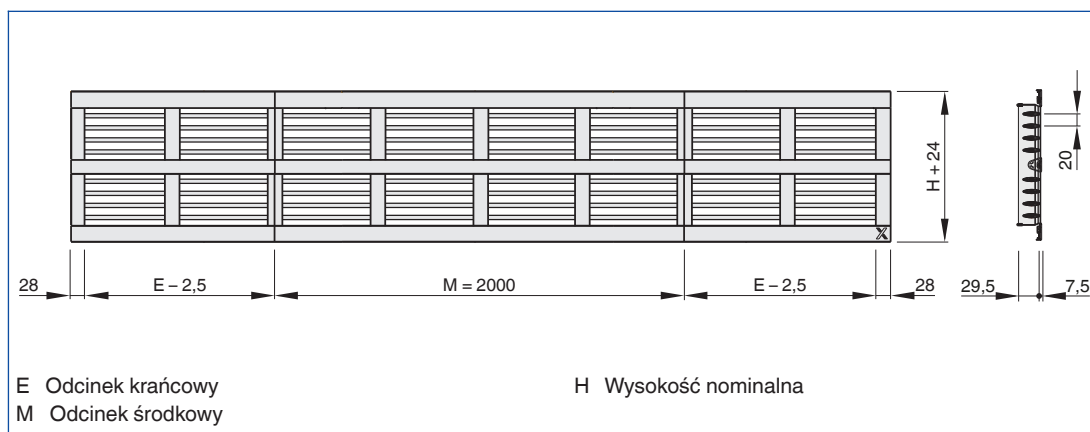 H + 24
20
28
E – 2,5
M = 2000
E – 2,5
28
29,5
7,5
E Odcinek krańcowy
H Wysokość nominalna
M Odcinek środkowy